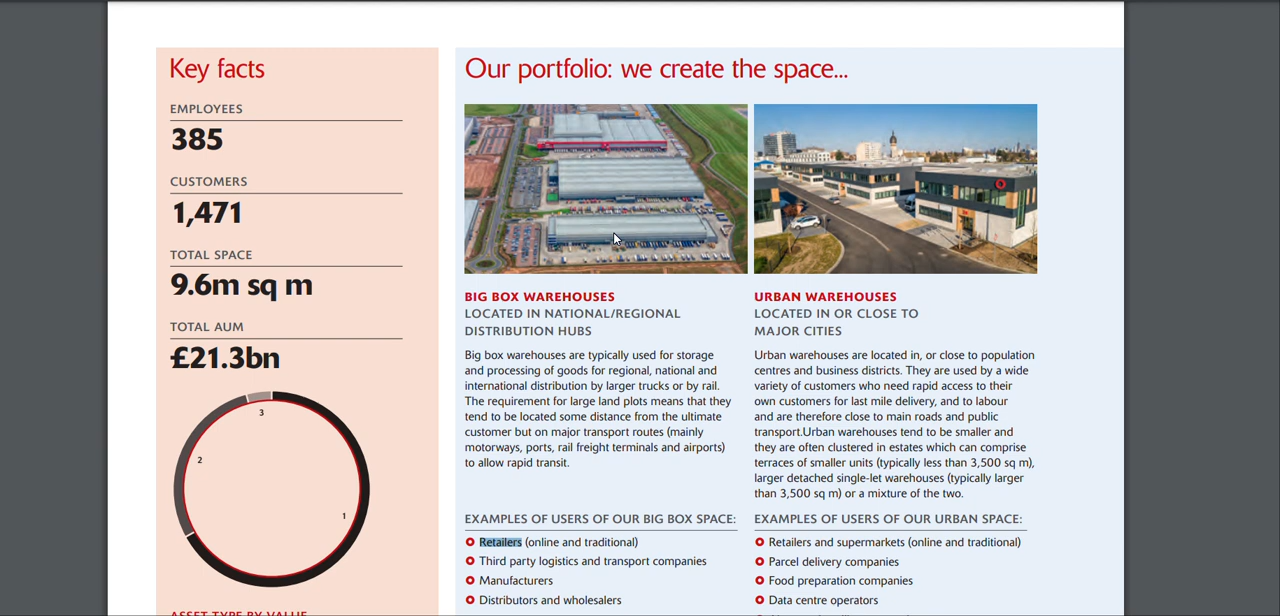 Key facts
EMPLOYEES
385
CUSTOMERS
1,471
TOTAL SPACE
9.6m sq m
TOTAL AUM
£21.3bn
3
2
1
Our portfolio: we create the space...
BIG BOX WAREHOUSES
LOCATED IN NATIONAL/REGIONAL
DISTRIBUTION HUBS
Big box warehouses are typically used for storage
and processing of goods for regional, national and
international distribution by larger trucks or by rail.
The requirement for large land plots means that they
tend to be located some distance from the ultimate
customer but on major transport routes (mainly
motorways, ports, rail freight terminals and airports)
to allow rapid transit.
EXAMPLES OF USERS OF OUR BIG BOX SPACE:
Retailers (online and traditional)
Third party logistics and transport companies
Manufacturers
Distributors and wholesalers
URBAN WAREHOUSES
LOCATED IN OR CLOSE TO
MAJOR CITIES
Urban warehouses are located in, or close to population
centres and business districts. They are used by a wide
variety of customers who need rapid access to their
own customers for last mile delivery, and to labour
and are therefore close to main roads and public
transport.Urban warehouses tend to be smaller and
they are often clustered in estates which can comprise
terraces of smaller units (typically less than 3,500 sq m),
larger detached single-let warehouses (typically larger
than 3,500 sq m) or a mixture of the two.
EXAMPLES OF USERS OF OUR URBAN SPACE:
Retailers and supermarkets (online and traditional)
Parcel delivery companies
Food preparation companies
Data centre operators